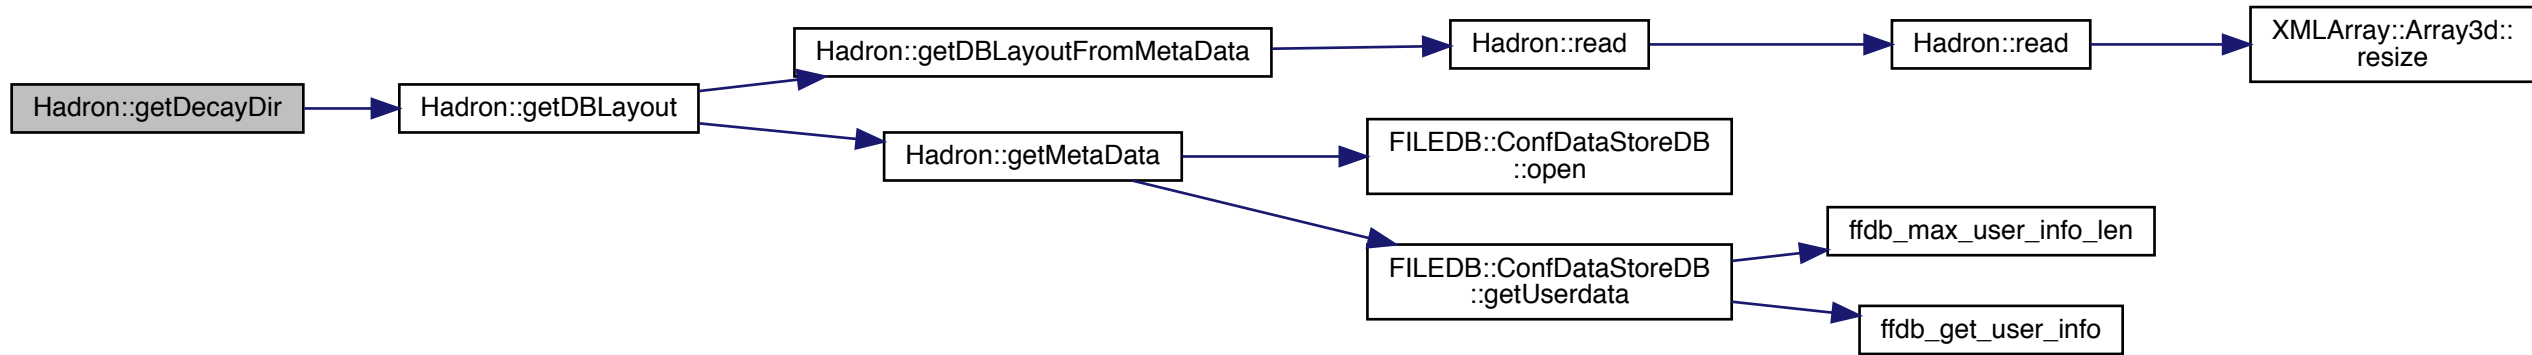 Hadron::getDecayDir
Hadron::getDBLayout
Hadron::getDBLayoutFromMetaData
Hadron::read
Hadron::read
XMLArray::Array3d::
resize
Hadron::getMetaData
FILEDB::ConfDataStoreDB
::open
FILEDB::ConfDataStoreDB
::getUserdata
ffdb_max_user_info_len
ffdb_get_user_info